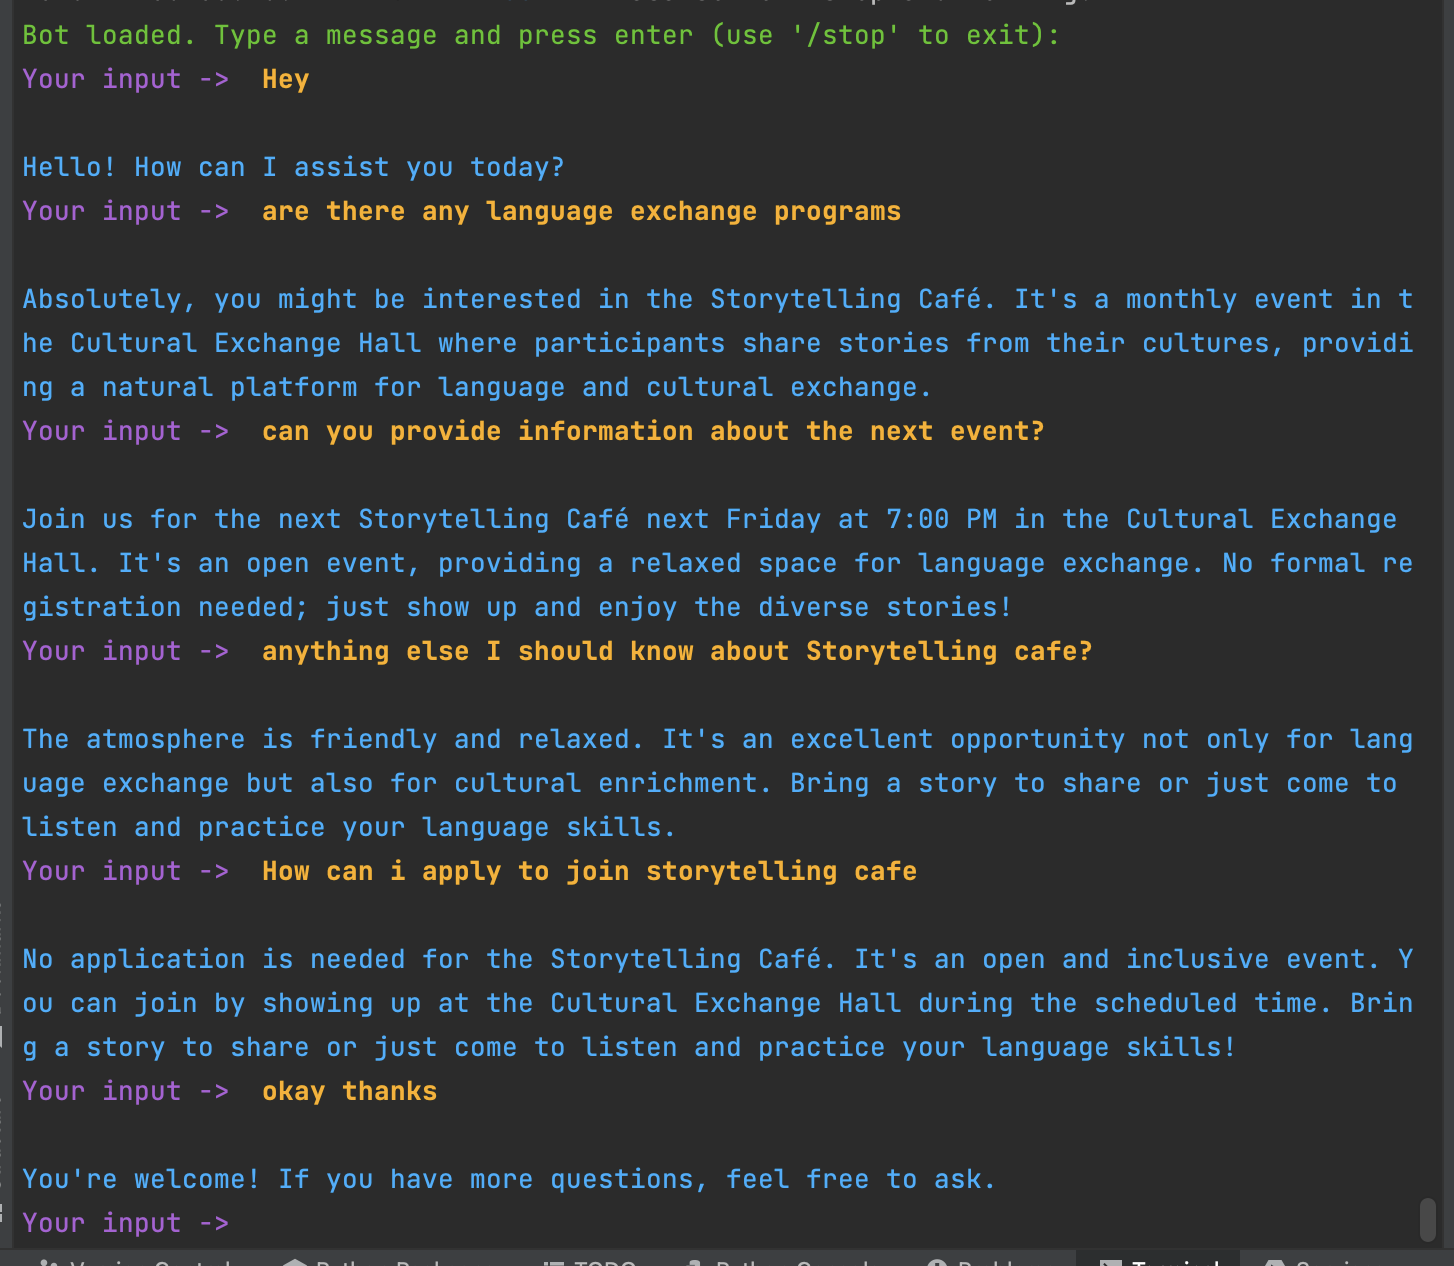 Bot loaded. Type a message and press enter (use '/stop' to exit):
Your input ->  Hey
Hello! How can I assist you today?
Your input ->  are there any language exchange programs
Absolutely, you might be interested in the Storytelling Café. It's a monthly event in t
he Cultural Exchange Hall where participants share stories from their cultures, providi
ng a natural platform for language and cultural exchange.
Your input ->  can you provide information about the next event?
Join us for the next Storytelling Café next Friday at 7:00 PM in the Cultural Exchange
Hall. It's an open event, providing a relaxed space for language exchange. No formal re
gistration needed; just show up and enjoy the diverse stories!
Your input ->  anything else I should know about Storytelling cafe?
The atmosphere is friendly and relaxed. It's an excellent opportunity not only for lang
uage exchange but also for cultural enrichment. Bring a story to share or just come to
listen and practice your language skills.
Your input ->  How can i apply to join storytelling cafe
No application is needed for the Storytelling Café. It's an open and inclusive event. Y
ou can join by showing up at the Cultural Exchange Hall during the scheduled time. Brin
g a story to share or just come to listen and practice your language skills!
Your input ->  okay thanks
You're welcome! If you have more questions, feel free to ask.
Your input ->